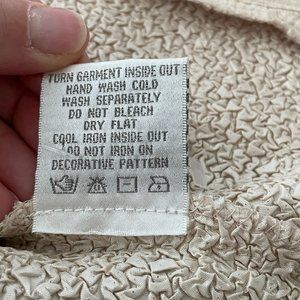 TURN GARMENT INSIDE OUT
HAND WASH COLD
WASH SEPARATELY
DO NOT BLEACH
DRY FLAT
COOL IRON INSIDE OUT
DO NOT IRON ON
DECORATIVE PATTERN